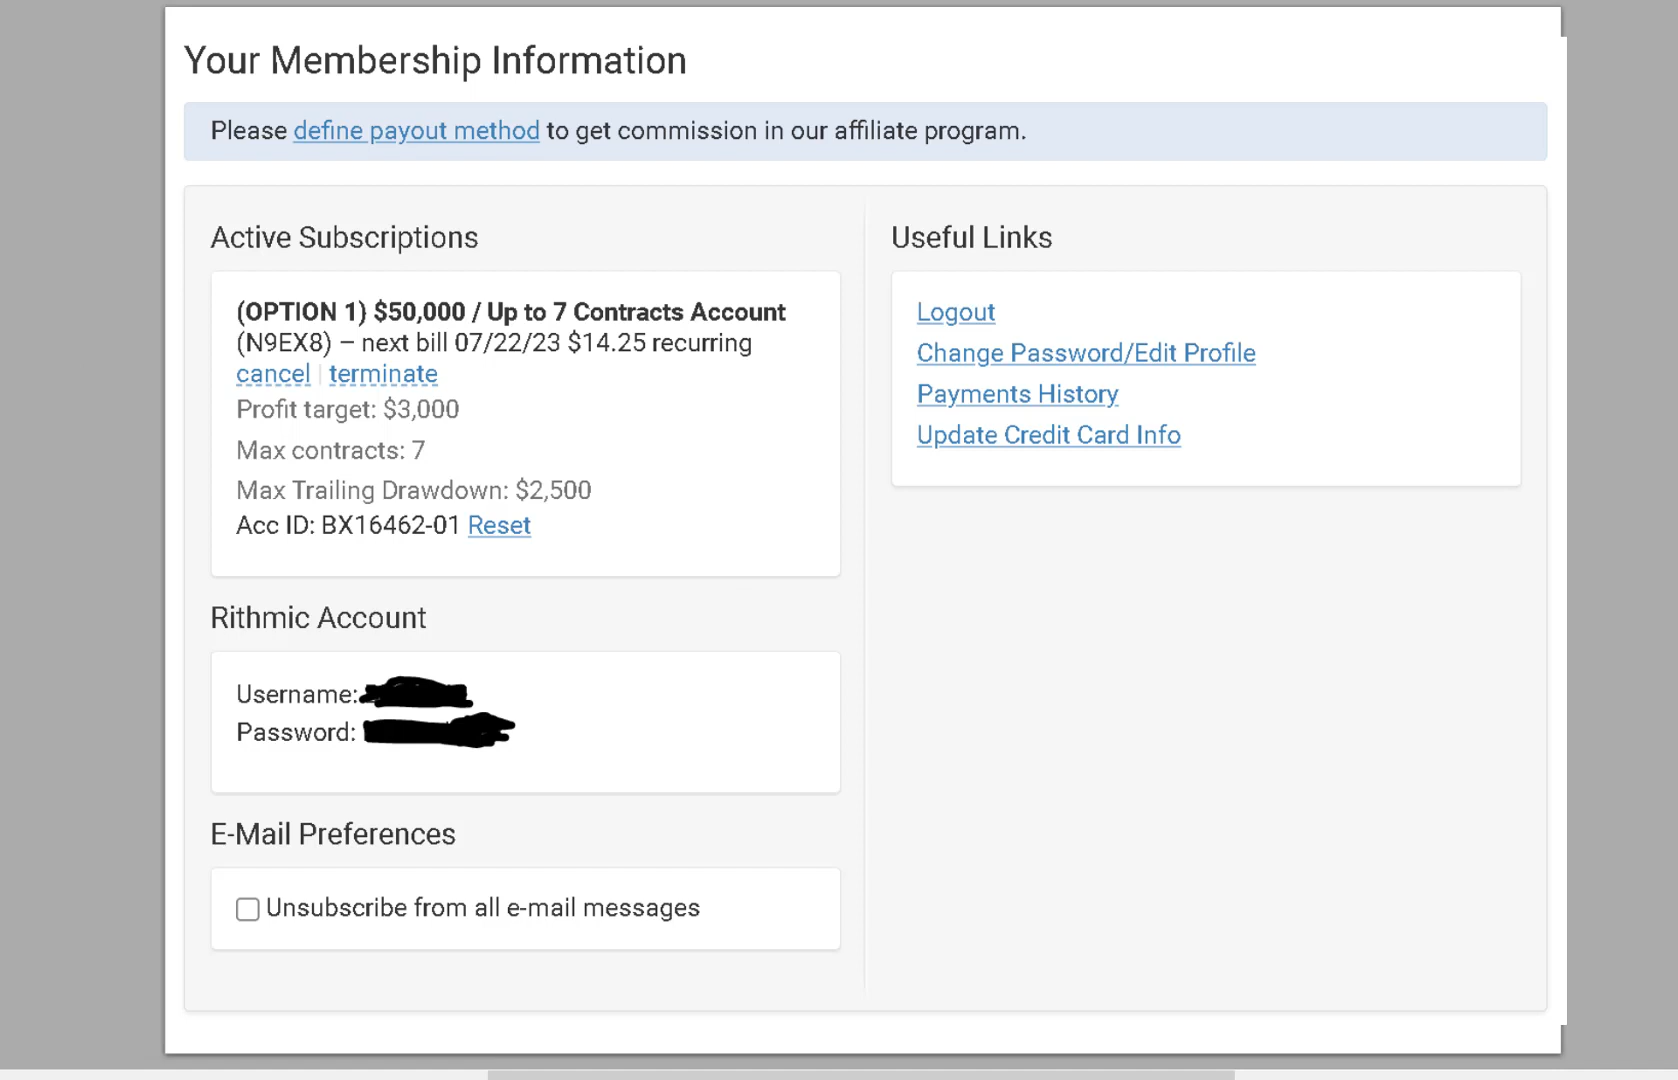 Your Membership Information
Please define payout method to get commission in our affiliate program.
Active Subscriptions
(OPTION 1) $50,000 / Up to 7 Contracts Account
(N9EX8) – next bill 07/22/23 $14.25 recurring
cancel | terminate
Profit target: $3,000
Max contracts: 7
Max Trailing Drawdown: $2,500
Acc ID: BX16462-01 Reset
Rithmic Account
Username:
Password:
E-Mail Preferences
Unsubscribe from all e-mail messages
Useful Links
Logout
Change Password/Edit Profile
Payments History
Update Credit Card Info